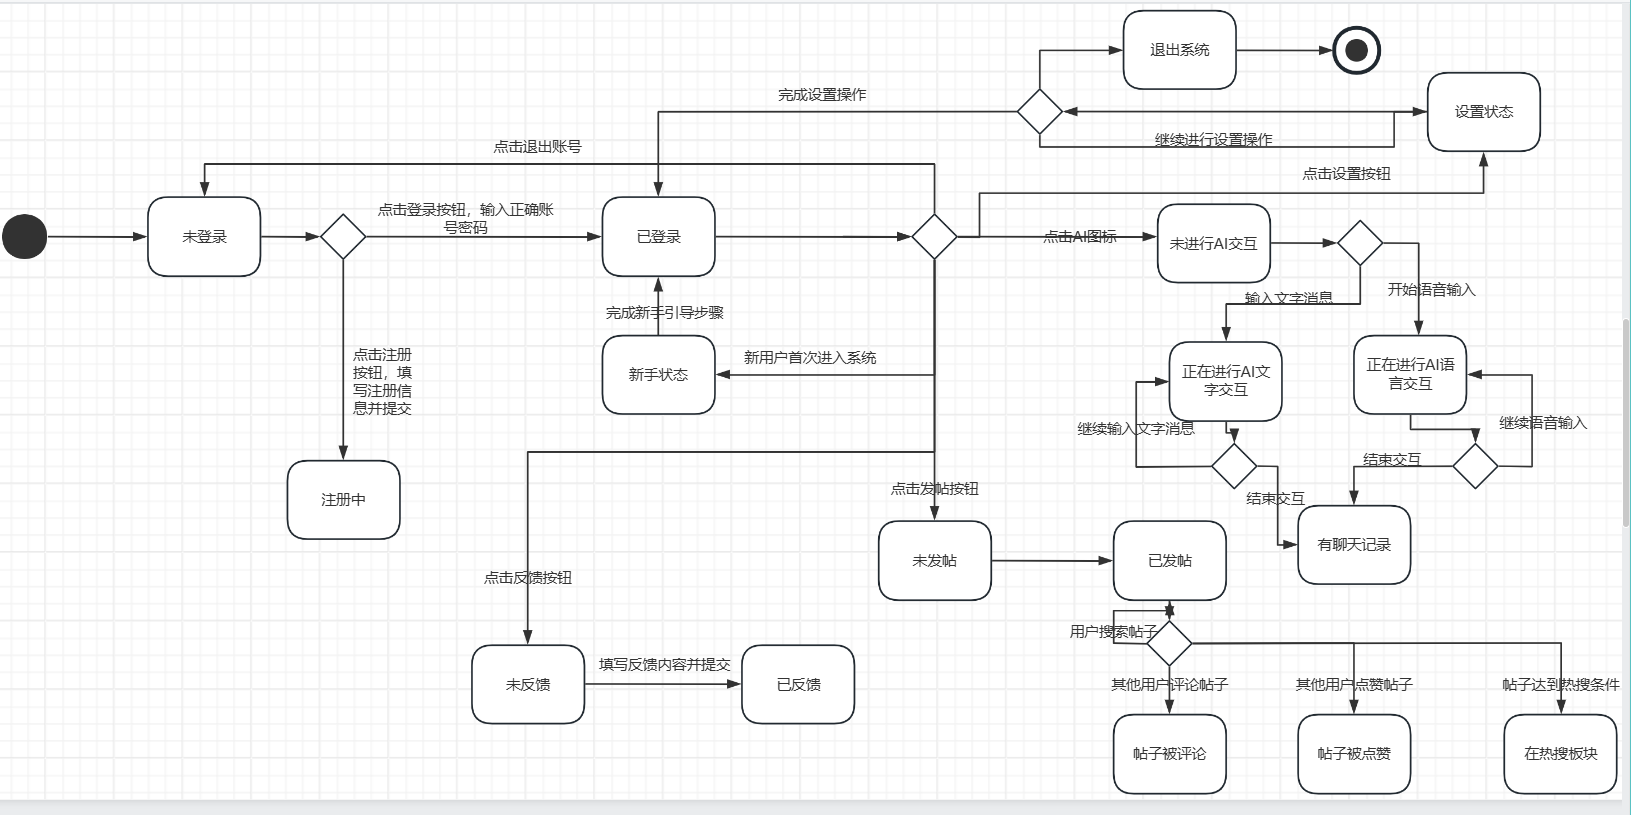 退出系统
完成设置操作
设置状态
继续进行设置操作
点击退出账号
点击设置按钮
点击登录按钮，输入正确账
号密码
未登录
已登录
点击AI图标
未进行AI交互
输入文字消息
开始语音输入
完成新手引导步骤
新手状态
新用户首次进入系统
点击注册
按钮，填
写注册信
息并提交
正在进行AI文
字交互
正在进行AI语
言交互
继续输入文字消息
继续语音输入
结束交互
结束交互
注册中
点击发帖按钮
有聊天记录
未发帖
已发帖
点击反馈按钮
用户搜索帖子
未反馈
填写反馈内容并提交
已反馈
其他用户评论帖子
其他用户点赞帖子
帖子达到热搜条件
帖子被评论
帖子被点赞
在热搜板块